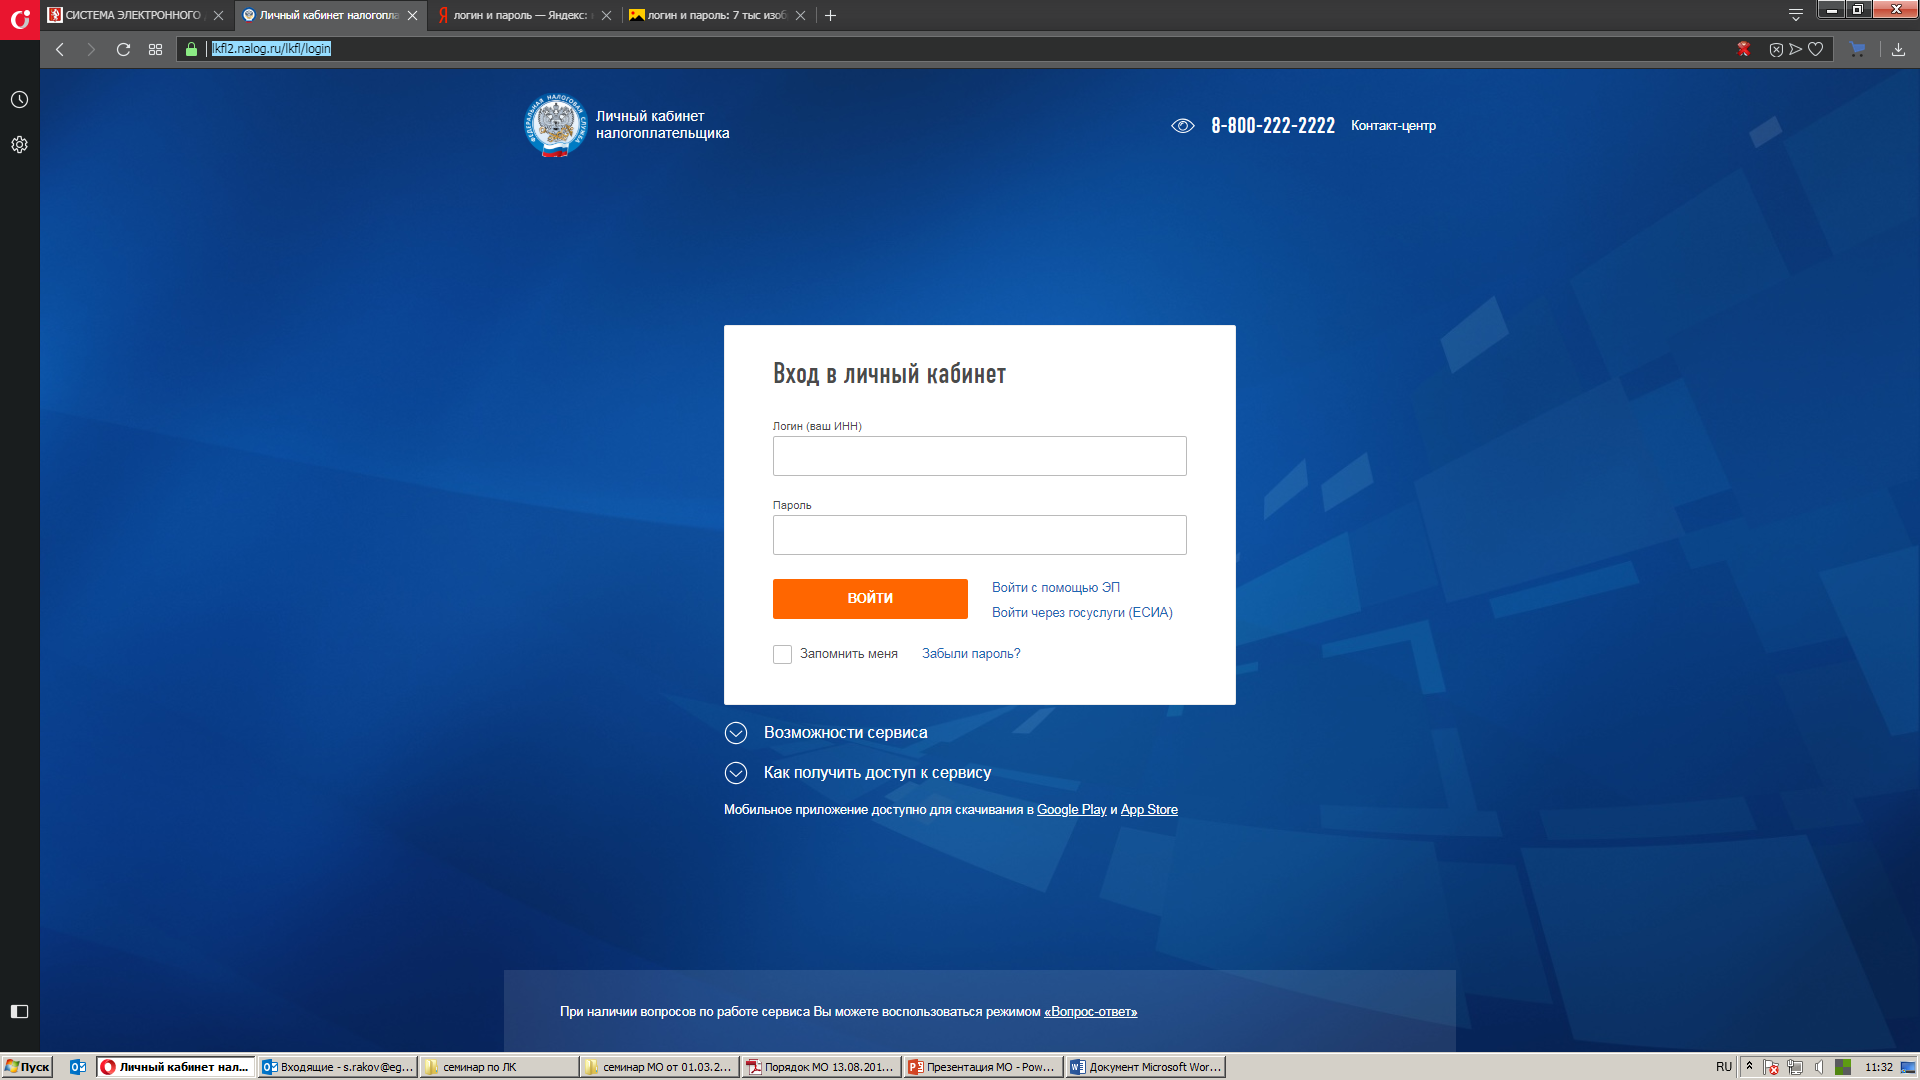 СИСТЕМА ЭЛЕКТРОННОГО
Личный кабинет налогопла
логин и пароль — Яндекс:
логин и пароль: 7 тыс изоб
lkfl2.nalog.ru/lkfl/login
ФЕДЕРАЛЬНАЯ НАЛОГОВАЯ СЛУЖБА
Личный кабинет
налогоплательщика
8-800-222-2222 Контакт-центр
Вход в личный кабинет
Логин (ваш ИНН)
Пароль
ВОЙТИ
Войти с помощью ЭП
Войти через госуслуги (ЕСИА)
Запомнить меня Забыли пароль?
Возможности сервиса
Как получить доступ к сервису
Мобильное приложение доступно для скачивания в Google Play и App Store
При наличии вопросов по работе сервиса Вы можете воспользоваться режимом «Вопрос-ответ»
Пуск
Личный кабинет нал...
Входящие - s.rakov@eg...
семинар по ЛК
семинар МО от 01.03.2...
Порядок МО 13.08.201...
Презентация МО - Pow...
Документ Microsoft Wor...
RU
11:32